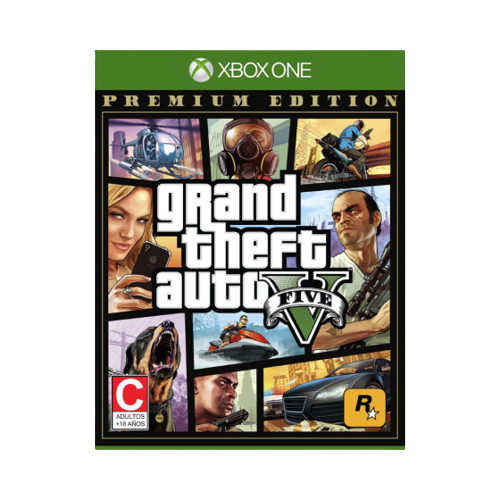 XBOX ONE
PREMIUM EDITION
grand
theft
auto
FIVE
V
C
ADULTOS
+18 AÑOS
R